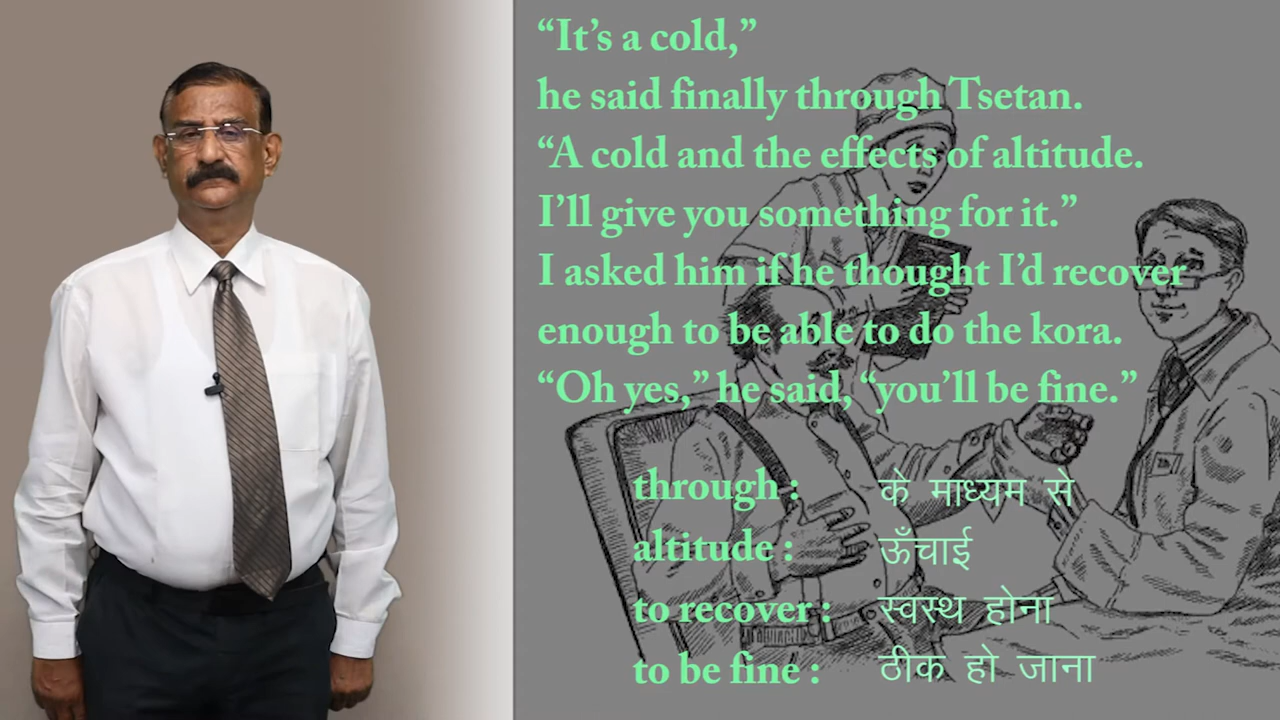 “It’s a cold,”
he said finally through Tsetan.
“A cold and the effects of altitude.
I’ll give you something for it.”
I asked him if he thought I’d recover
enough to be able to do the kora.
“Oh yes,” he said, “you’ll be fine.”
through : के माध्यम से
altitude : ऊँचाई
to recover : स्वस्थ होना
to be fine : ठीक हो जाना